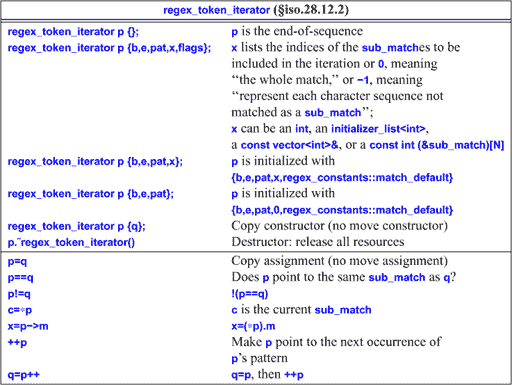 regex_token_iterator (§iso.28.12.2)
regex_token_iterator p {}; p is the end-of-sequence
regex_token_iterator p {b,e,pat,x,flags}; x lists the indices of the sub_matches to be
included in the iteration or 0, meaning
‘‘the whole match,’’ or −1, meaning
‘‘represent each character sequence not
matched as a sub_match’’;
x can be an int, an initializer_list<int>,
a const vector<int>&, or a const int (&sub_match)[N]
regex_token_iterator p {b,e,pat,x}; p is initialized with
{b,e,pat,x,regex_constants::match_default}
regex_token_iterator p {b,e,pat}; p is initialized with
{b,e,pat,0,regex_constants::match_default}
regex_token_iterator p {q}; Copy constructor (no move constructor)
p.˜regex_token_iterator() Destructor: release all resources
p=q Copy assignment (no move assignment)
p==q Does p point to the same sub_match as q?
p!=q !(p==q)
c=∗p c is the current sub_match
x=p−>m x=(∗p).m
++p Make p point to the next occurrence of
p’s pattern
q=p++ q=p, then ++p